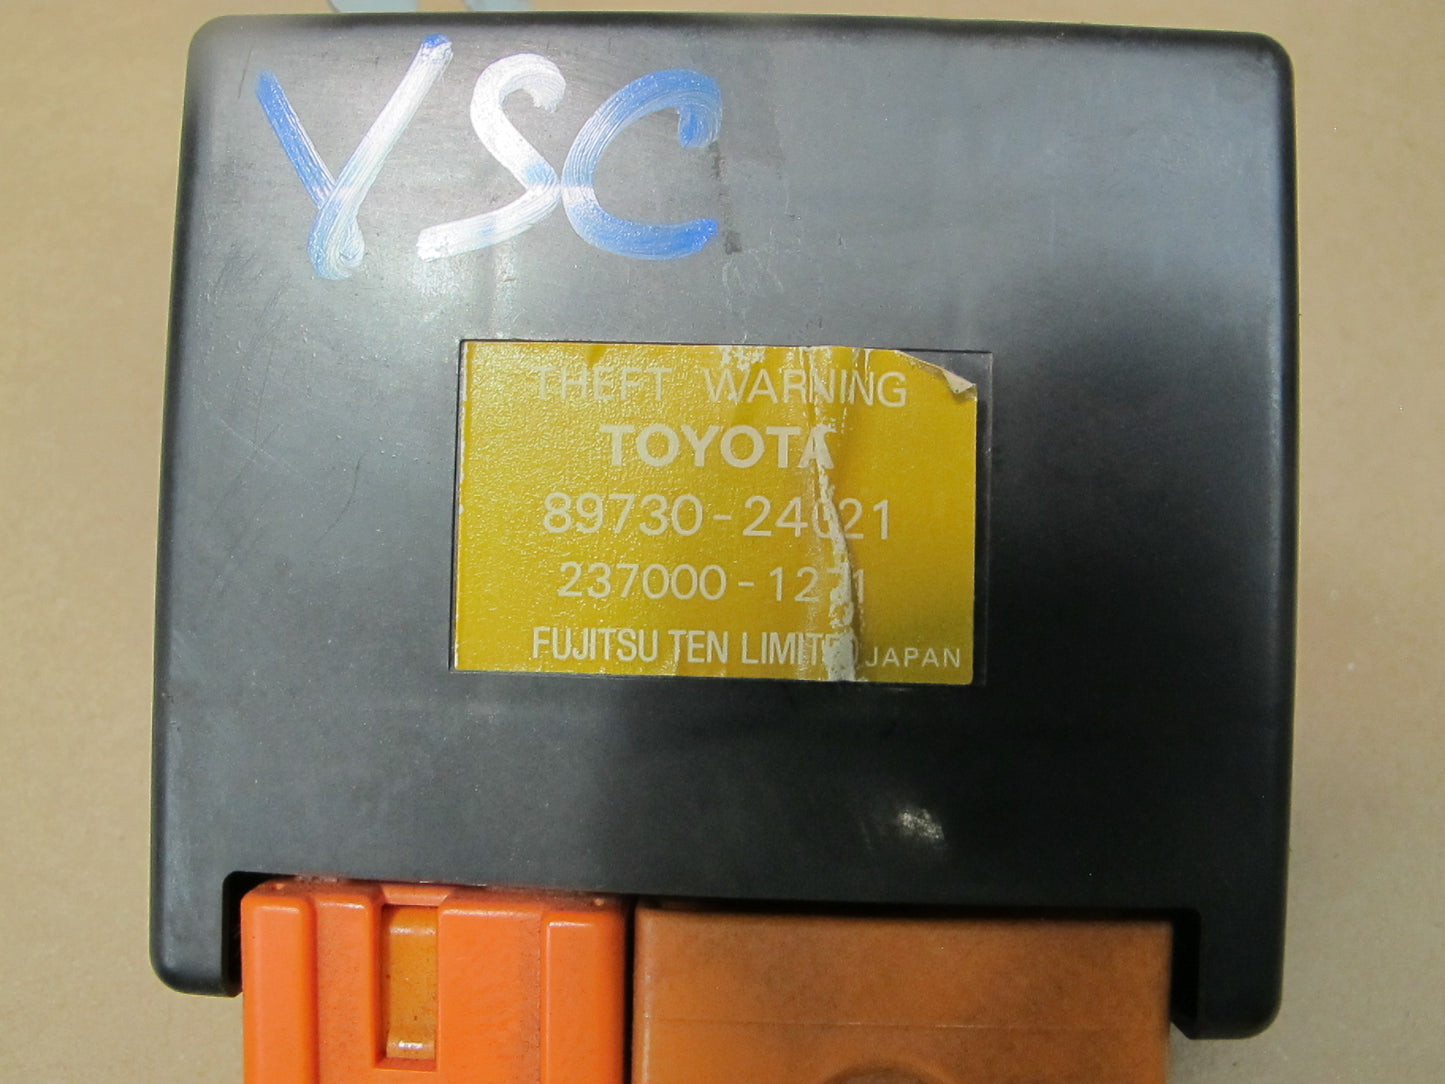 YSC
THEFT WARNING
TOYOTA
89730-24021
237000-1271
FUJITSU TEN LIMITED JAPAN